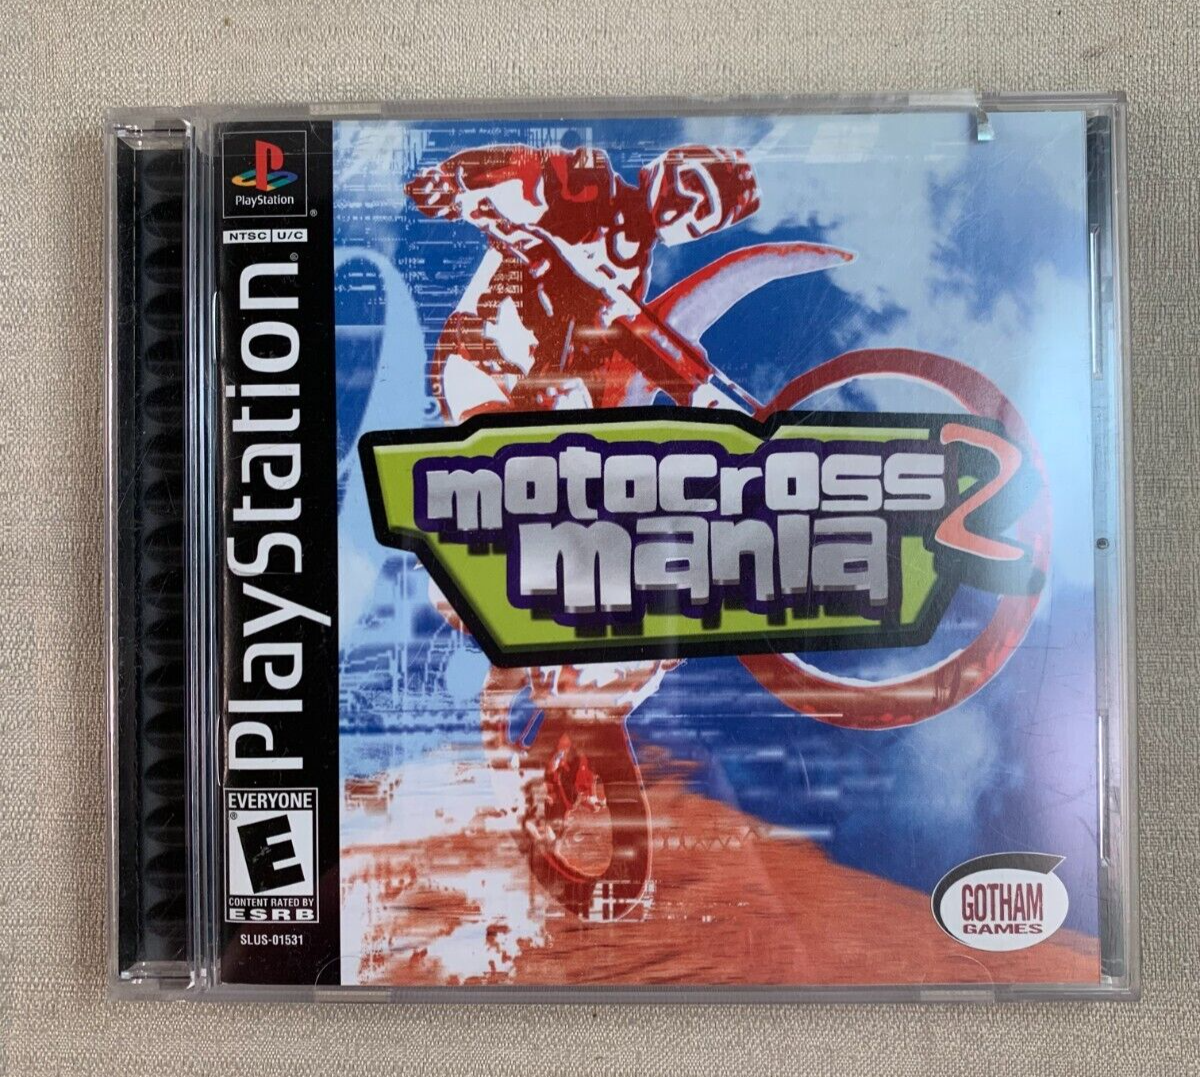 PlayStation
®
NTSC U/C
PlayStation®
EVERYONE
E
®
CONTENT RATED BY
ESRB
SLUS-01531
motocross
mania 2
GOTHAM
GAMES